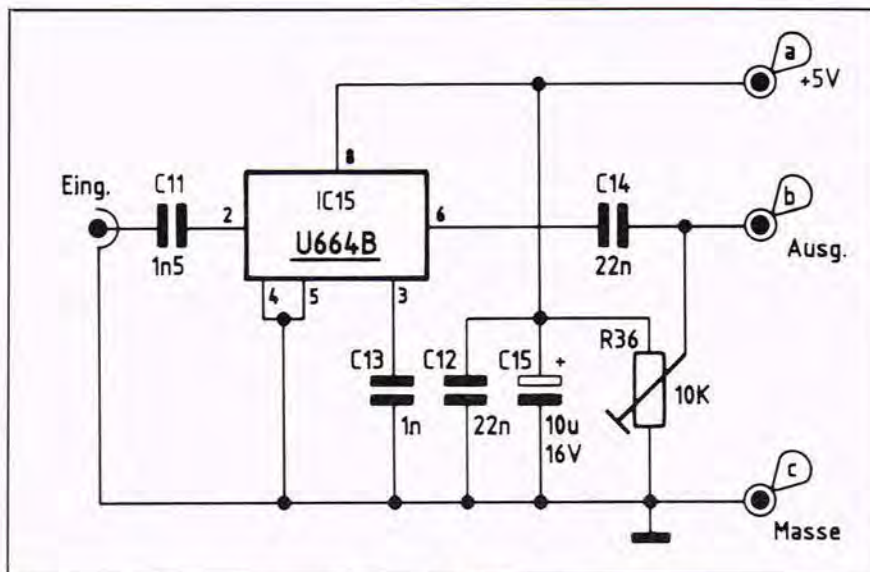 a
+5V
8
Eing.
C11
1n5
2
IC15
U664B
6
C14
22n
b
Ausg.
4
5
3
C13
1n
C12
22n
C15
+
10u
16V
R36
10K
c
Masse